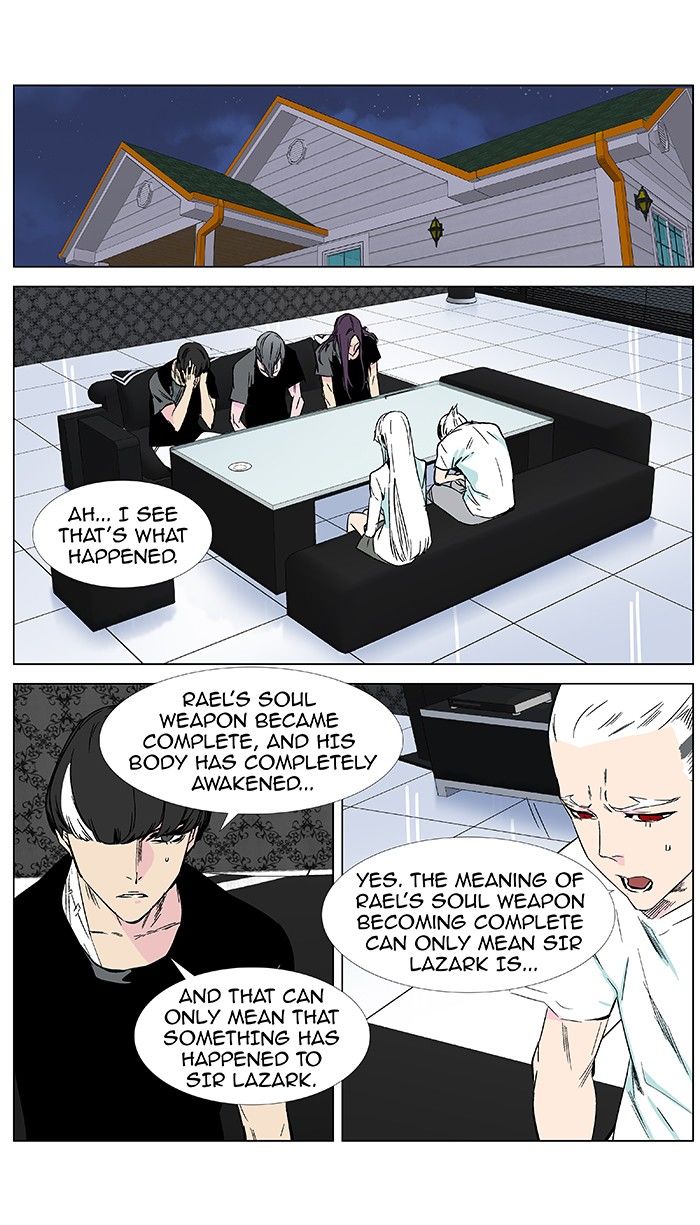 AH... I SEE
THAT'S WHAT
HAPPENED.
RAEL'S SOUL
WEAPON BECAME
COMPLETE, AND HIS
BODY HAS COMPLETELY
AWAKENED...
AND THAT CAN
ONLY MEAN THAT
SOMETHING HAS
HAPPENED TO
SIR LAZARK.
YES. THE MEANING OF
RAEL'S SOUL WEAPON
BECOMING COMPLETE
CAN ONLY MEAN SIR
LAZARK IS...